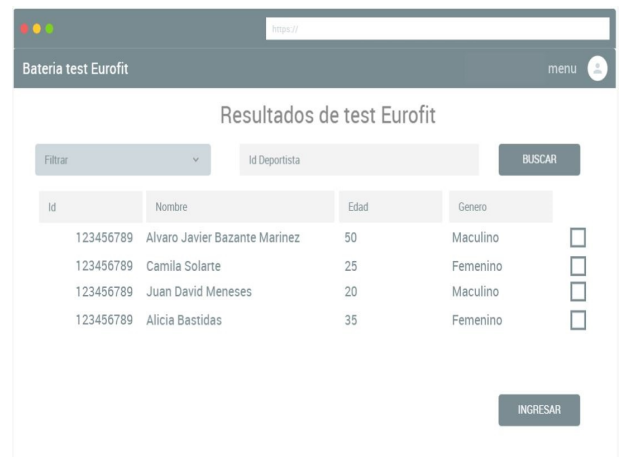 https://
Bateria test Eurofit menu
Resultados de test Eurofit
Filtrar Id Deportista BUSCAR
Id Nombre Edad Genero
123456789 Alvaro Javier Bazante Marinez 50 Maculino
123456789 Camila Solarte 25 Femenino
123456789 Juan David Meneses 20 Maculino
123456789 Alicia Bastidas 35 Femenino
INGRESAR